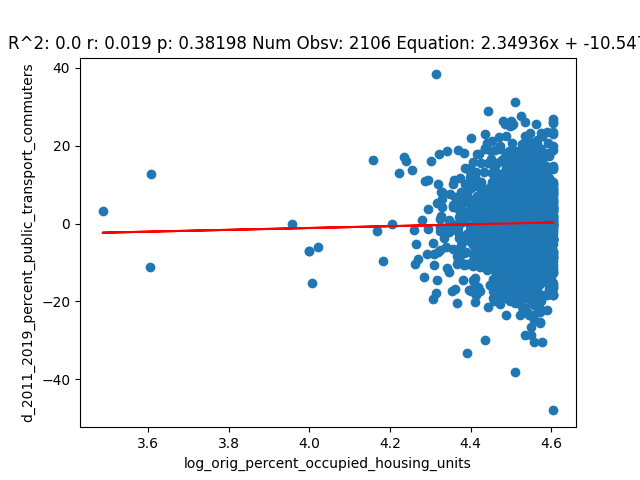 R^2: 0.0 r: 0.019 p: 0.38198 Num Obsv: 2106 Equation: 2.34936x + -10.547
d_2011_2019_percent_public_transport_commuters
40
20
0
−20
−40
3.6 3.8 4.0 4.2 4.4 4.6
log_orig_percent_occupied_housing_units